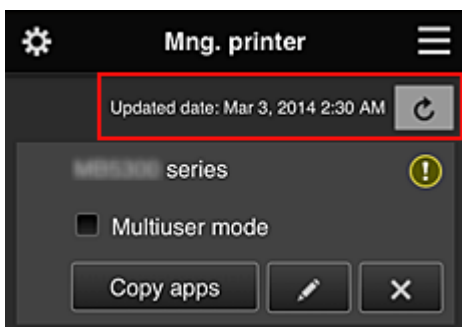 Mng. printer
Updated date: Mar 3, 2014 2:30 AM
series
Multiuser mode
Copy apps